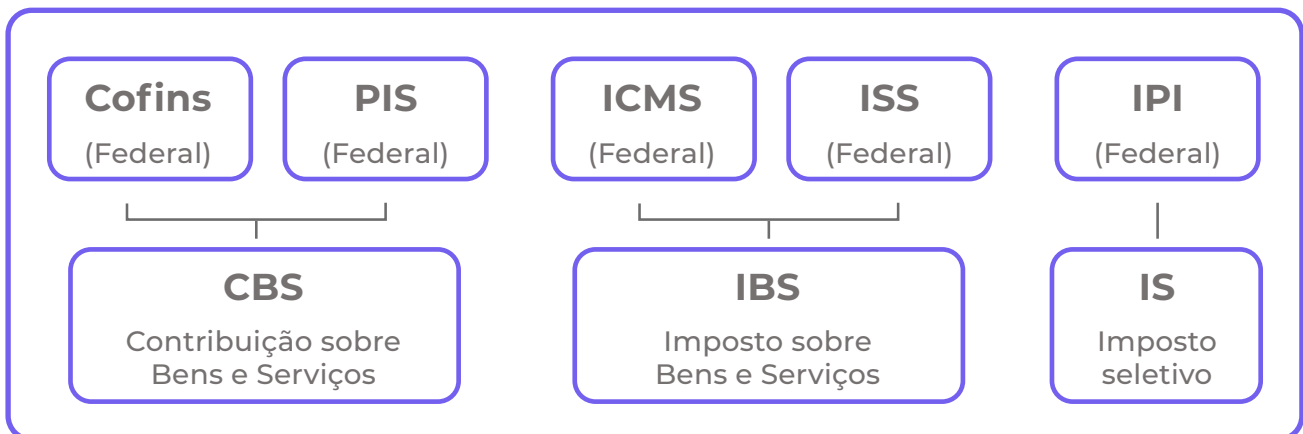 Cofins
(Federal)
PIS
(Federal)
ICMS
(Federal)
ISS
(Federal)
IPI
(Federal)
CBS
Contribuição sobre
Bens e Serviços
IBS
Imposto sobre
Bens e Serviços
IS
Imposto
seletivo